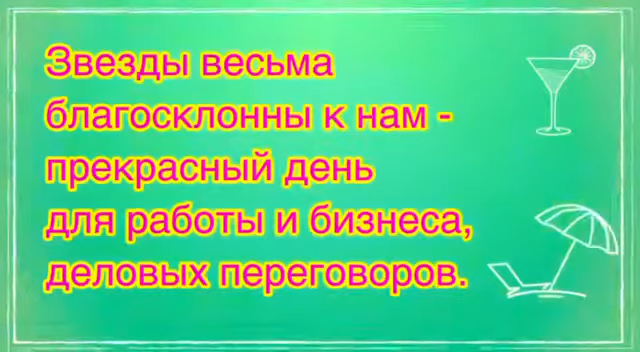 Звезды весьма
благосклонны к нам -
прекрасный день
для работы и бизнеса,
деловых переговоров.